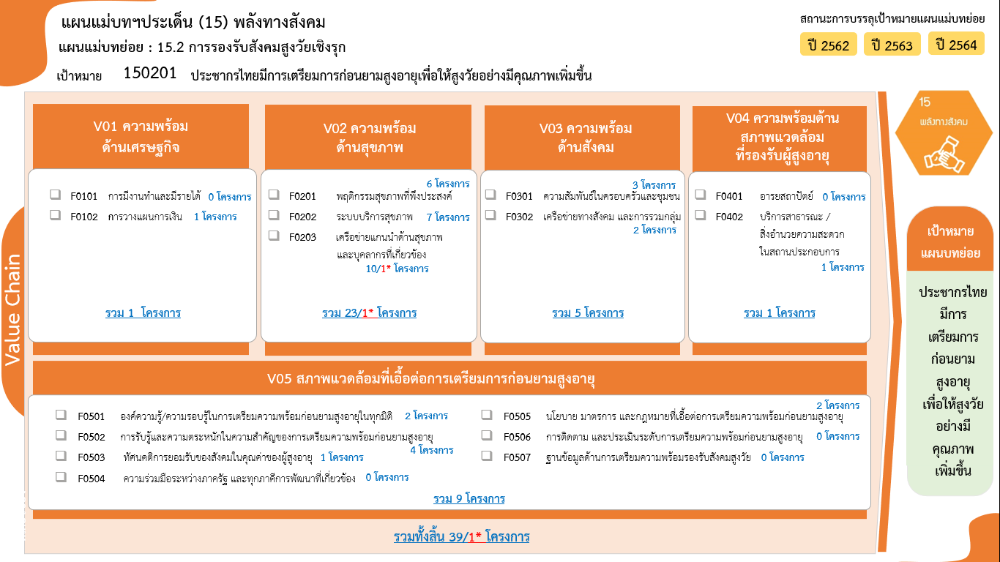 แผนแม่บทฯประเด็น (15) พลังทางสังคม
แผนแม่บทย่อย : 15.2 การรองรับสังคมสูงวัยเชิงรุก
เป้าหมาย 150201 ประชากรไทยมีการเตรียมการก่อนยามสูงอายุเพื่อให้สูงวัยอย่างมีคุณภาพเพิ่มขึ้น
สถานะการบรรลุเป้าหมายแผนแม่บทย่อย
ปี 2562 ปี 2563 ปี 2564
Value Chain
V01 ความพร้อม
ด้านเศรษฐกิจ
F0101 การมีงานทำและมีรายได้ 0 โครงการ
F0102 การวางแผนการเงิน 1 โครงการ
รวม 1 โครงการ
V02 ความพร้อม
ด้านสุขภาพ
6 โครงการ
F0201 พฤติกรรมสุขภาพที่พึงประสงค์
F0202 ระบบบริการสุขภาพ 7 โครงการ
F0203 เครือข่ายแกนนำด้านสุขภาพ
และบุคลากรที่เกี่ยวข้อง
10/1* โครงการ
รวม 23/1* โครงการ
V03 ความพร้อม
ด้านสังคม
3 โครงการ
F0301 ความสัมพันธ์ในครอบครัวและชุมชน
F0302 เครือข่ายทางสังคม และการรวมกลุ่ม
2 โครงการ
รวม 5 โครงการ
V04 ความพร้อมด้าน
สภาพแวดล้อม
ที่รองรับผู้สูงอายุ
F0401 อารยสถาปัตย์ 0 โครงการ
F0402 บริการสาธารณะ /
สิ่งอำนวยความสะดวก
ในสถานประกอบการ
1 โครงการ
รวม 1 โครงการ
V05 สภาพแวดล้อมที่เอื้อต่อการเตรียมการก่อนยามสูงอายุ
F0501 องค์ความรู้/ความรอบรู้ในการเตรียมความพร้อมก่อนยามสูงอายุในทุกมิติ 2 โครงการ
F0502 การรับรู้และความตระหนักในความสำคัญของการเตรียมความพร้อมก่อนยามสูงอายุ
4 โครงการ
F0503 ทัศนคติการยอมรับของสังคมในคุณค่าของผู้สูงอายุ 1 โครงการ
F0504 ความร่วมมือระหว่างภาครัฐ และทุกภาคีการพัฒนาที่เกี่ยวข้อง 0 โครงการ
2 โครงการ
F0505 นโยบาย มาตรการ และกฎหมายที่เอื้อต่อการเตรียมความพร้อมก่อนยามสูงอายุ
F0506 การติดตาม และประเมินระดับการเตรียมความพร้อมก่อนยามสูงอายุ 0 โครงการ
F0507 ฐานข้อมูลด้านการเตรียมความพร้อมรองรับสังคมสูงวัย 0 โครงการ
รวม 9 โครงการ
รวมทั้งสิ้น 39/1* โครงการ
15
พลังทางสังคม
เป้าหมาย
แผนบทย่อย
ประชากรไทย
มีการ
เตรียมการ
ก่อนยาม
สูงอายุ
เพื่อให้สูงวัย
อย่างมี
คุณภาพ
เพิ่มขึ้น